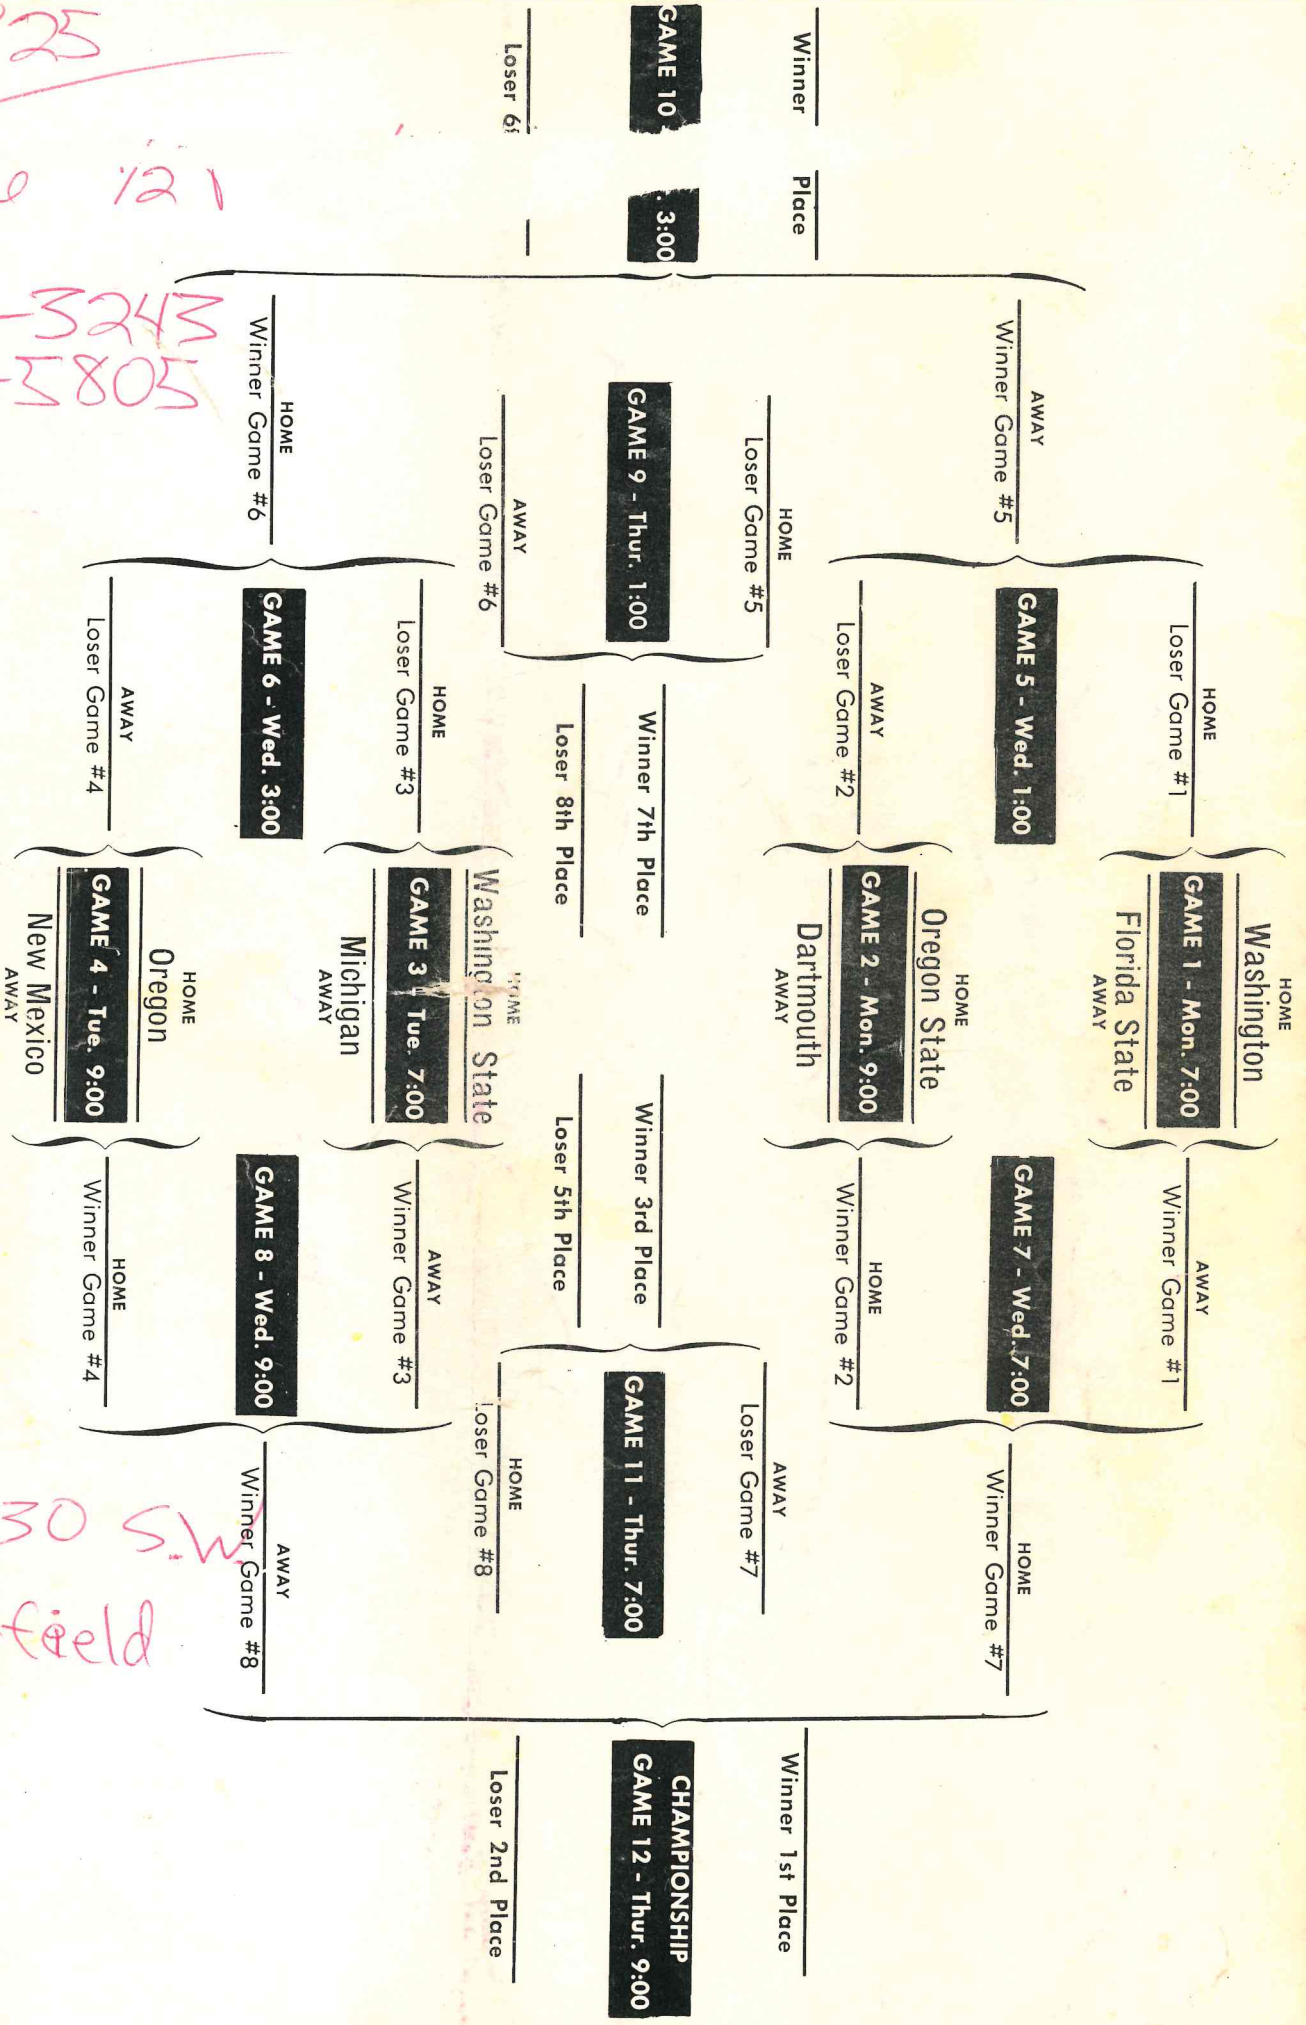 HOME
Washington
GAME 1 - Mon. 7:00
Florida State
AWAY
HOME
Oregon State
GAME 2 - Mon. 9:00
Dartmouth
AWAY
HOME
Washington State
GAME 3 - Tue. 7:00
Michigan
AWAY
HOME
Oregon
GAME 4 - Tue. 9:00
New Mexico
AWAY
HOME
Loser Game #1
GAME 5 - Wed. 1:00
AWAY
Loser Game #2
HOME
Loser Game #3
GAME 6 - Wed. 3:00
AWAY
Loser Game #4
AWAY
Winner Game #1
GAME 7 - Wed. 7:00
HOME
Winner Game #2
AWAY
Winner Game #3
GAME 8 - Wed. 9:00
HOME
Winner Game #4
HOME
Loser Game #5
GAME 9 - Thur. 1:00
AWAY
Loser Game #6
Winner 7th Place
Loser 8th Place
AWAY
Winner Game #5
HOME
Winner Game #6
Winner Place
GAME 10 . 3:00
Loser
AWAY
Loser Game #7
GAME 11 - Thur. 7:00
HOME
Loser Game #8
Winner 3rd Place
Loser 5th Place
HOME
Winner Game #7
AWAY
Winner Game #8
Winner 1st Place
CHAMPIONSHIP
GAME 12 - Thur. 9:00
Loser 2nd Place
25
121
-3243
-5805
30 S.W.
field